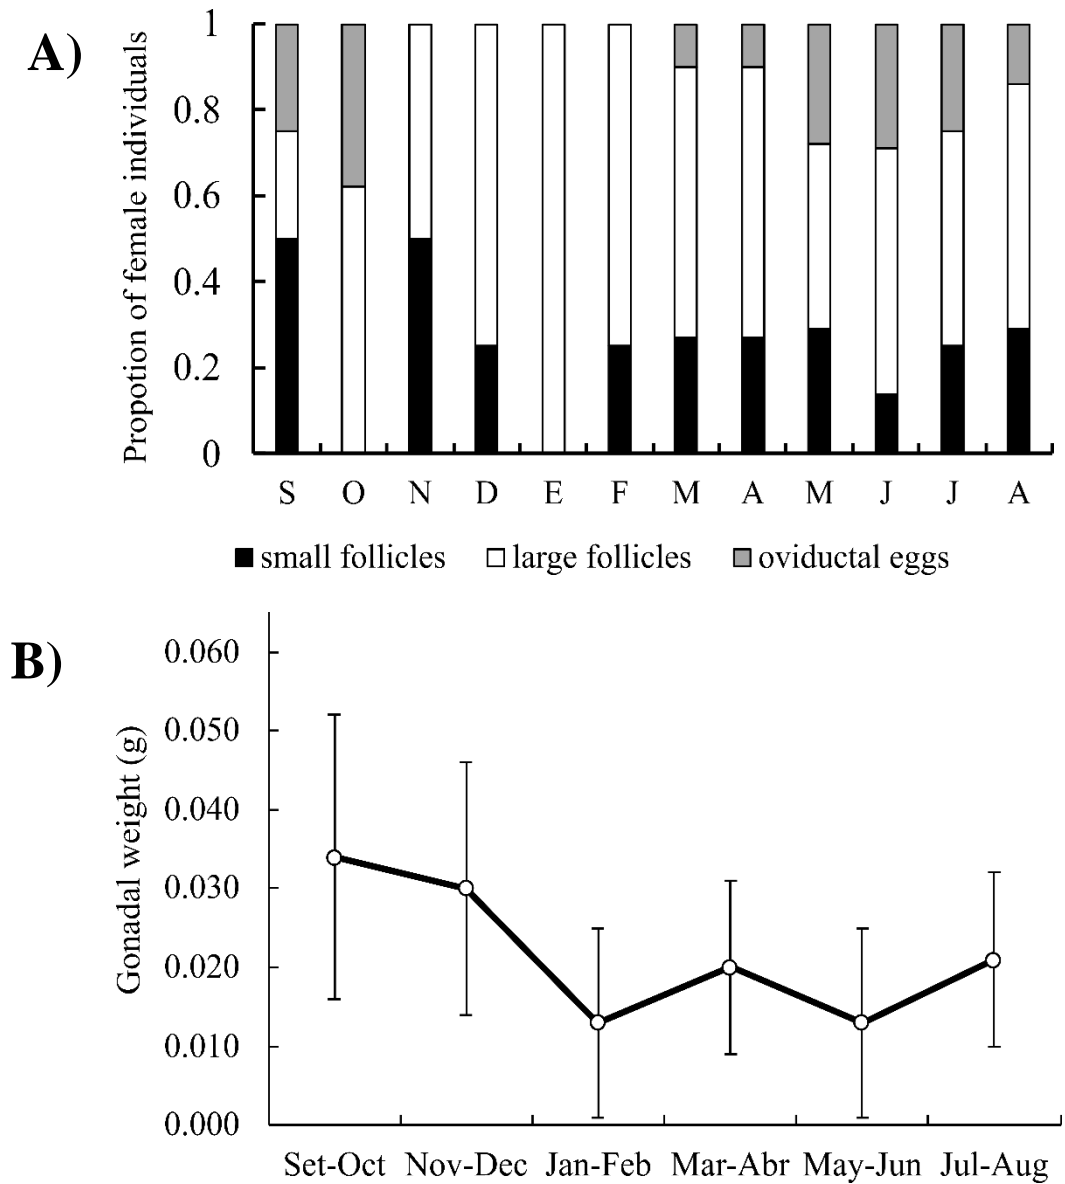 A)
Propotion of female individuals
1
0.8
0.6
0.4
0.2
0
S O N D E F M A M J J A
small follicles large follicles oviductal eggs
B)
Gonadal weight (g)
0.060
0.050
0.040
0.030
0.020
0.010
0.000
Set-Oct Nov-Dec Jan-Feb Mar-Abr May-Jun Jul-Aug